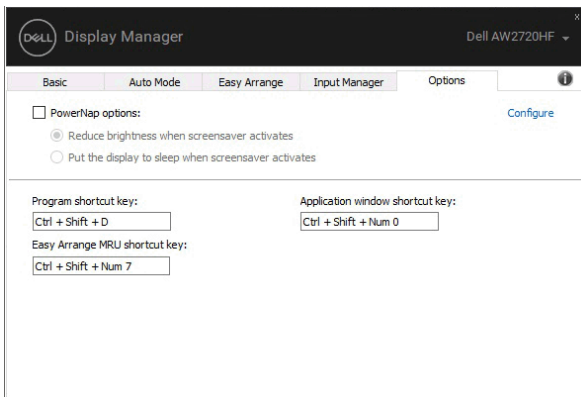 DELL Display Manager
Dell AW2720HF
Basic Auto Mode Easy Arrange Input Manager Options
PowerNap options:
Configure
Reduce brightness when screensaver activates
Put the display to sleep when screensaver activates
Program shortcut key:
Application window shortcut key:
Ctrl + Shift + D
Ctrl + Shift + Num 0
Easy Arrange MRU shortcut key:
Ctrl + Shift + Num 7